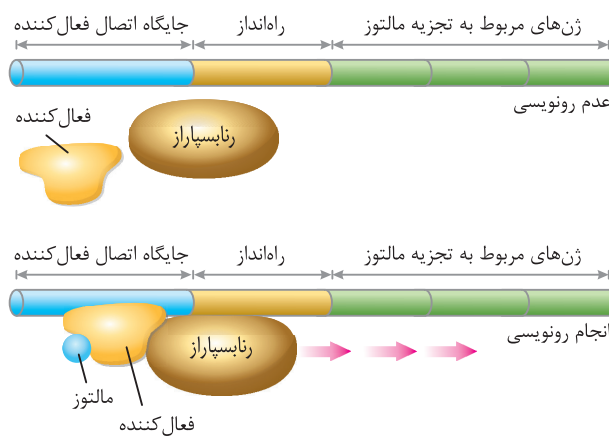 ژن‌های مربوط به تجزیه مالتوز
راه‌انداز
جایگاه اتصال فعال‌کننده
عدم رونویسی
رنابسپاراز
فعال‌کننده
ژن‌های مربوط به تجزیه مالتوز
راه‌انداز
جایگاه اتصال فعال‌کننده
انجام رونویسی
رنابسپاراز
مالتوز
فعال‌کننده